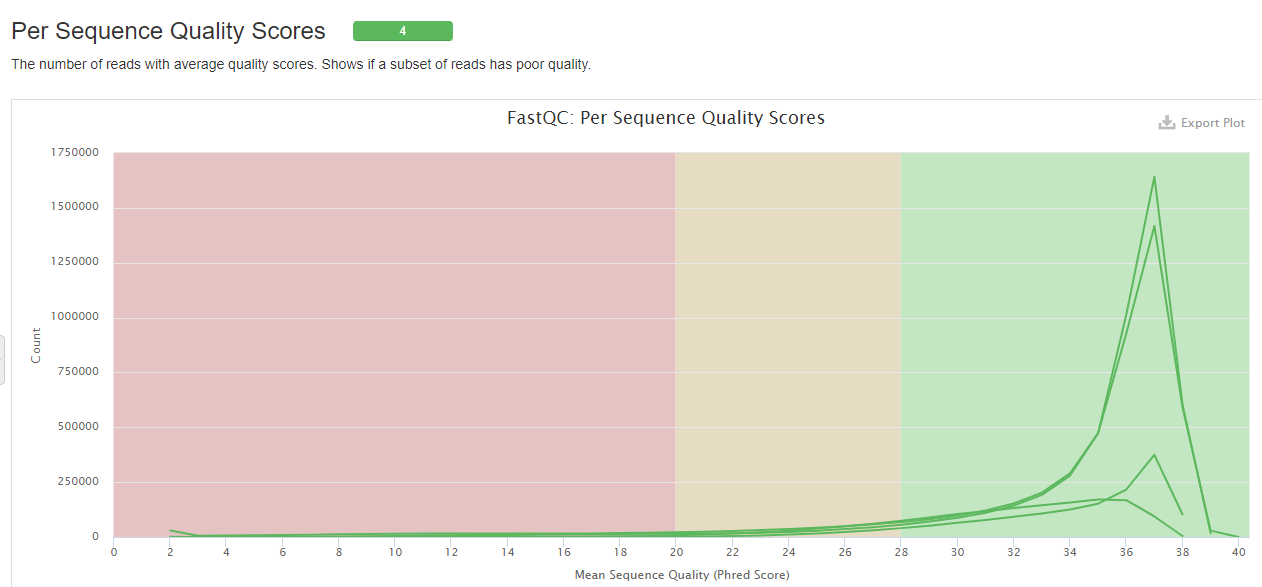 Per Sequence Quality Scores 4
The number of reads with average quality scores. Shows if a subset of reads has poor quality.
FastQC: Per Sequence Quality Scores
Export Plot
1750000
1500000
1250000
1000000
750000
500000
250000
0
Count
0 2 4 6 8 10 12 14 16 18 20 22 24 26 28 30 32 34 36 38 40
Mean Sequence Quality (Phred Score)